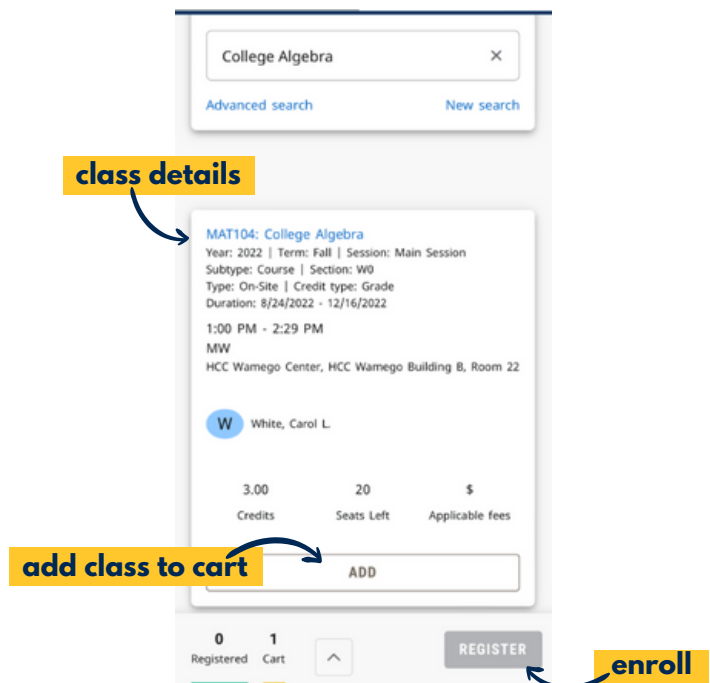 College Algebra ×
Advanced search New search
class details
MAT104: College Algebra
Year: 2022 | Term: Fall | Session: Main Session
Subtype: Course | Section: W0
Type: On-Site | Credit type: Grade
Duration: 8/24/2022 - 12/16/2022
1:00 PM - 2:29 PM
MW
HCC Wamego Center, HCC Wamego Building B, Room 22
W White, Carol L.
3.00 20 $
Credits Seats Left Applicable fees
add class to cart
ADD
0 1
Registered Cart
REGISTER
enroll